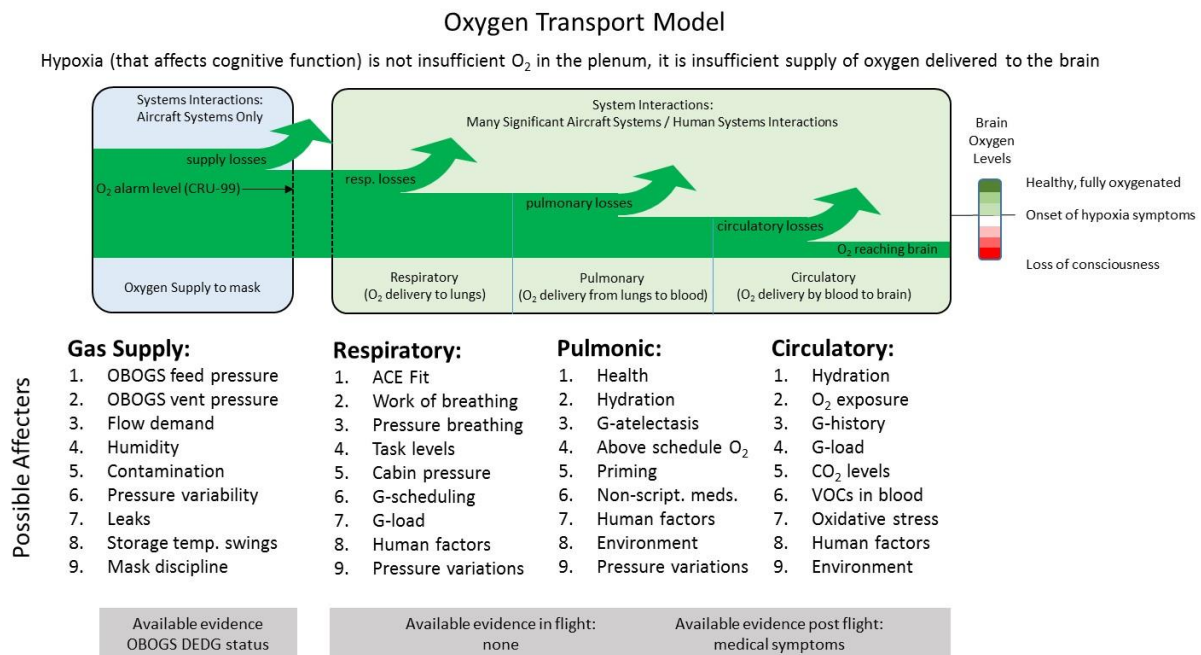 Oxygen Transport Model
Hypoxia (that affects cognitive function) is not insufficient O₂ in the plenum, it is insufficient supply of oxygen delivered to the brain
Systems Interactions:
Aircraft Systems Only
System Interactions:
Many Significant Aircraft Systems / Human Systems Interactions
supply losses
O₂ alarm level (CRU-99)
resp. losses
pulmonary losses
circulatory losses
O₂ reaching brain
Oxygen Supply to mask
Respiratory
(O₂ delivery to lungs)
Pulmonary
(O₂ delivery from lungs to blood)
Circulatory
(O₂ delivery by blood to brain)
Brain
Oxygen
Levels
Healthy, fully oxygenated
Onset of hypoxia symptoms
Loss of consciousness
Possible Affecters
Gas Supply:
1. OBOGS feed pressure
2. OBOGS vent pressure
3. Flow demand
4. Humidity
5. Contamination
6. Pressure variability
7. Leaks
8. Storage temp. swings
9. Mask discipline
Respiratory:
1. ACE Fit
2. Work of breathing
3. Pressure breathing
4. Task levels
5. Cabin pressure
6. G-scheduling
7. G-load
8. Human factors
9. Pressure variations
Pulmonic:
1. Health
2. Hydration
3. G-atelectasis
4. Above schedule O₂
5. Priming
6. Non-script. meds.
7. Human factors
8. Environment
9. Pressure variations
Circulatory:
1. Hydration
2. O₂ exposure
3. G-history
4. G-load
5. CO₂ levels
6. VOCs in blood
7. Oxidative stress
8. Human factors
9. Environment
Available evidence
OBOGS DEDG status
Available evidence in flight:
none
Available evidence post flight:
medical symptoms